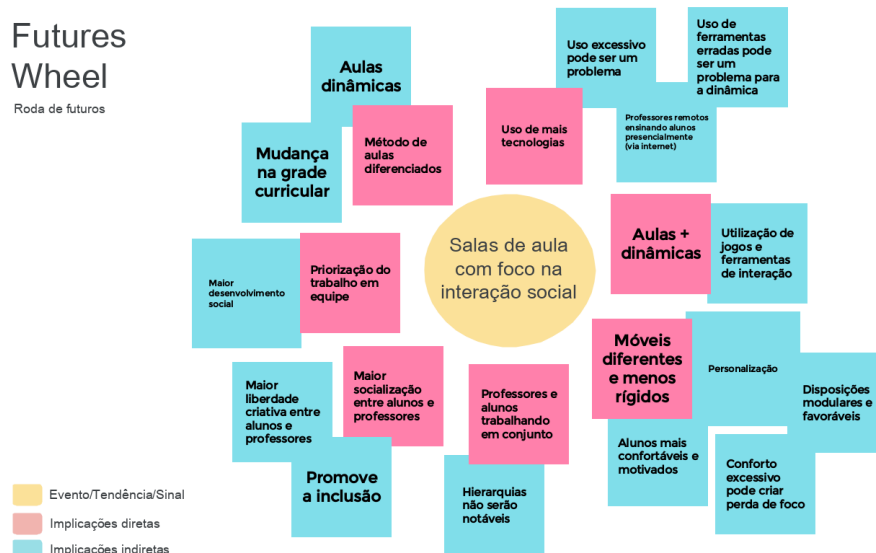 Futures
Wheel
Roda de futuros
Aulas
dinâmicas
Mudança
na grade
curricular
Método de
aulas
diferenciados
Uso de mais
tecnologias
Uso excessivo
pode ser um
problema
Uso de
ferramentas
erradas pode
ser um
problema para
a dinâmica
Professores remotos
ensinando alunos
presencialmente
(via internet)
Salas de aula
com foco na
interação social
Aulas +
dinâmicas
Utilização de
jogos e
ferramentas
de interação
Maior
desenvolvimento
social
Priorização do
trabalho em
equipe
Móveis
diferentes
e menos
rígidos
Personalização
Disposições
modulares e
favoráveis
Alunos mais
confortáveis e
motivados
Conforto
excessivo
pode criar
perda de foco
Maior
liberdade
criativa entre
alunos e
professores
Maior
socialização
entre alunos e
professores
Promove
a inclusão
Professores e
alunos
trabalhando
em conjunto
Hierarquias
não serão
notáveis
Evento/Tendência/Sinal
Implicações diretas
Implicações indiretas